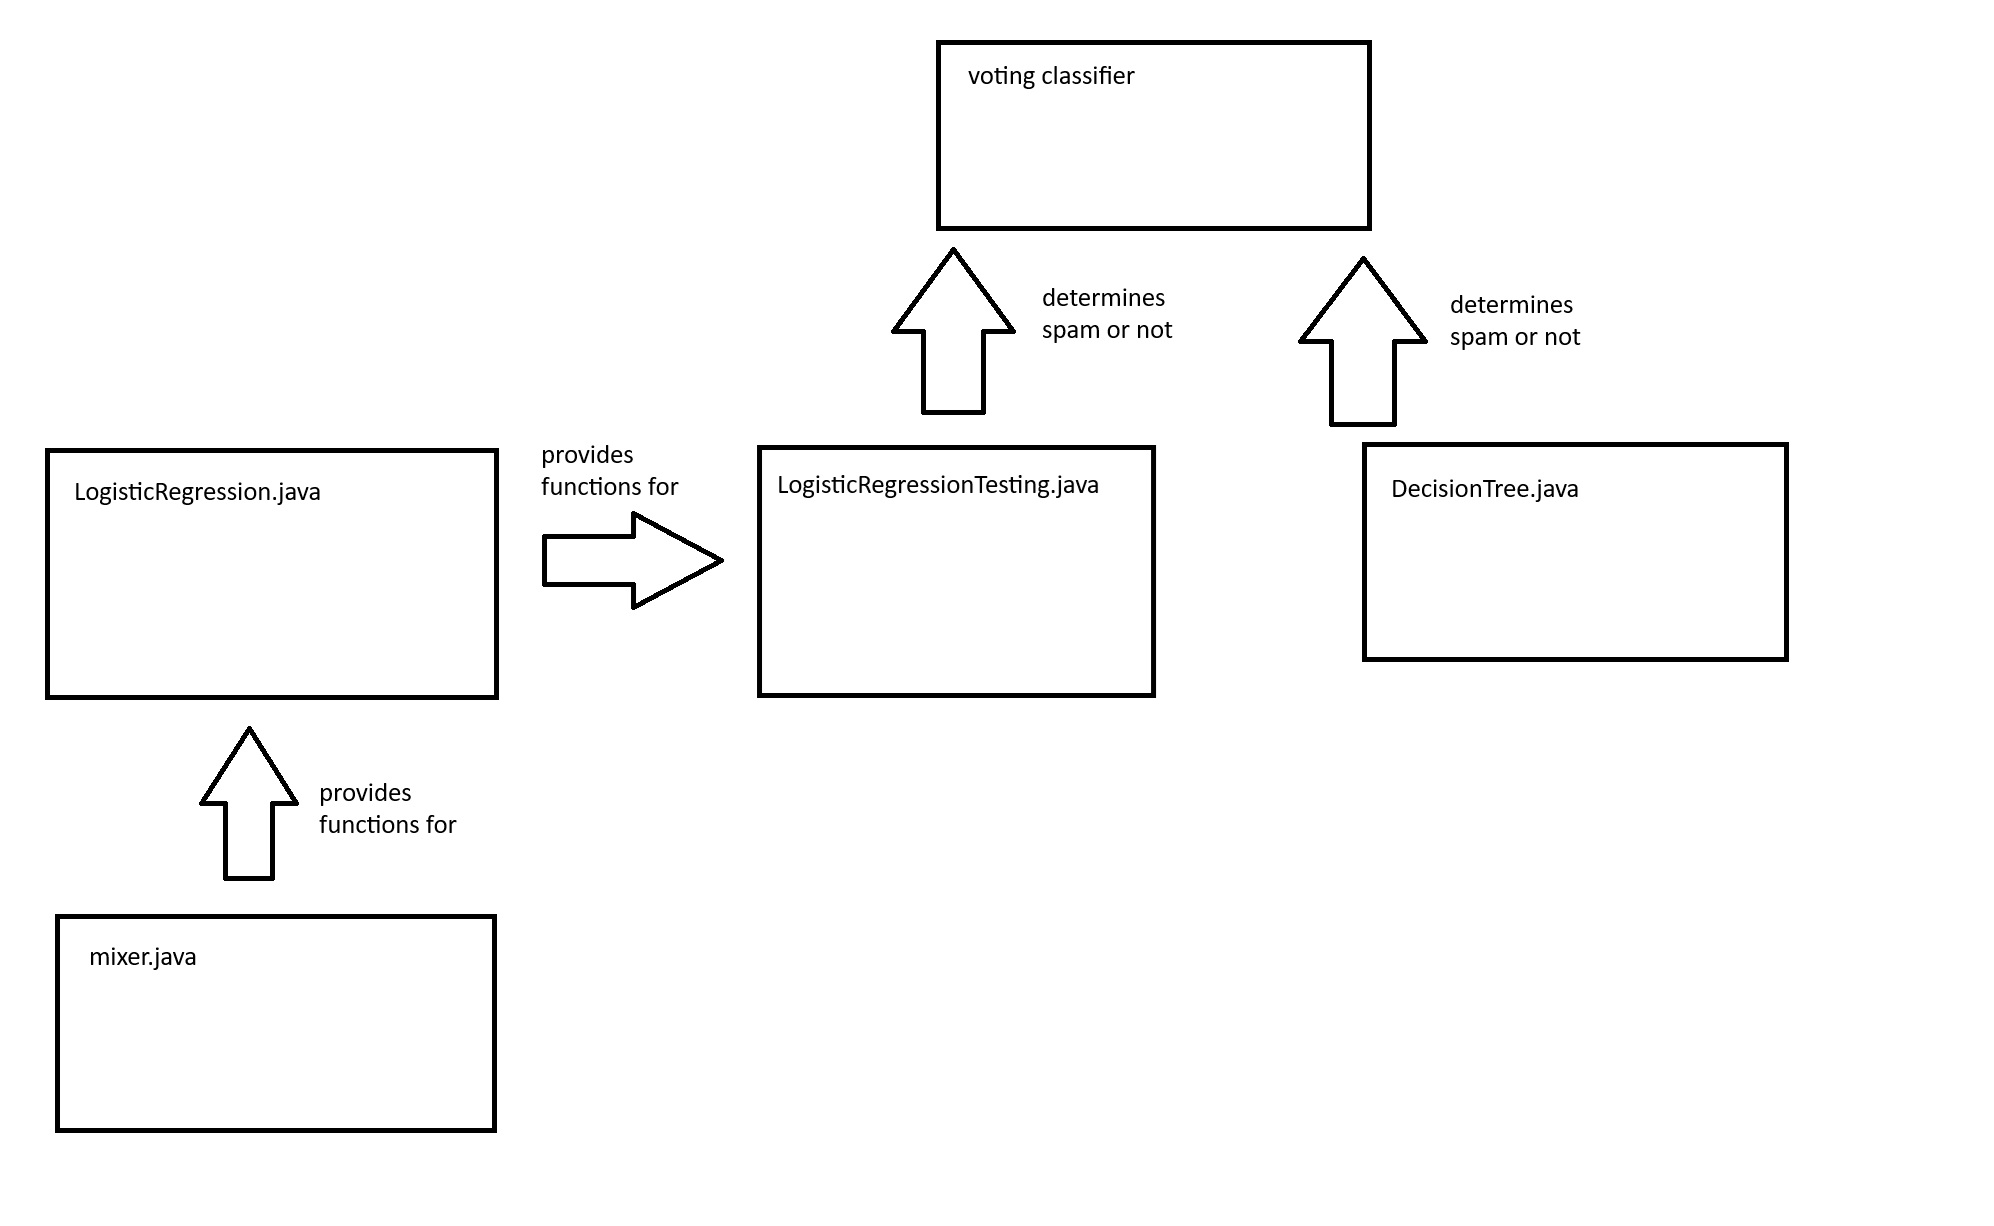 voting classifier
determines
spam or not
determines
spam or not
provides
functions for
LogisticRegression.java
LogisticRegressionTesting.java
DecisionTree.java
provides
functions for
mixer.java